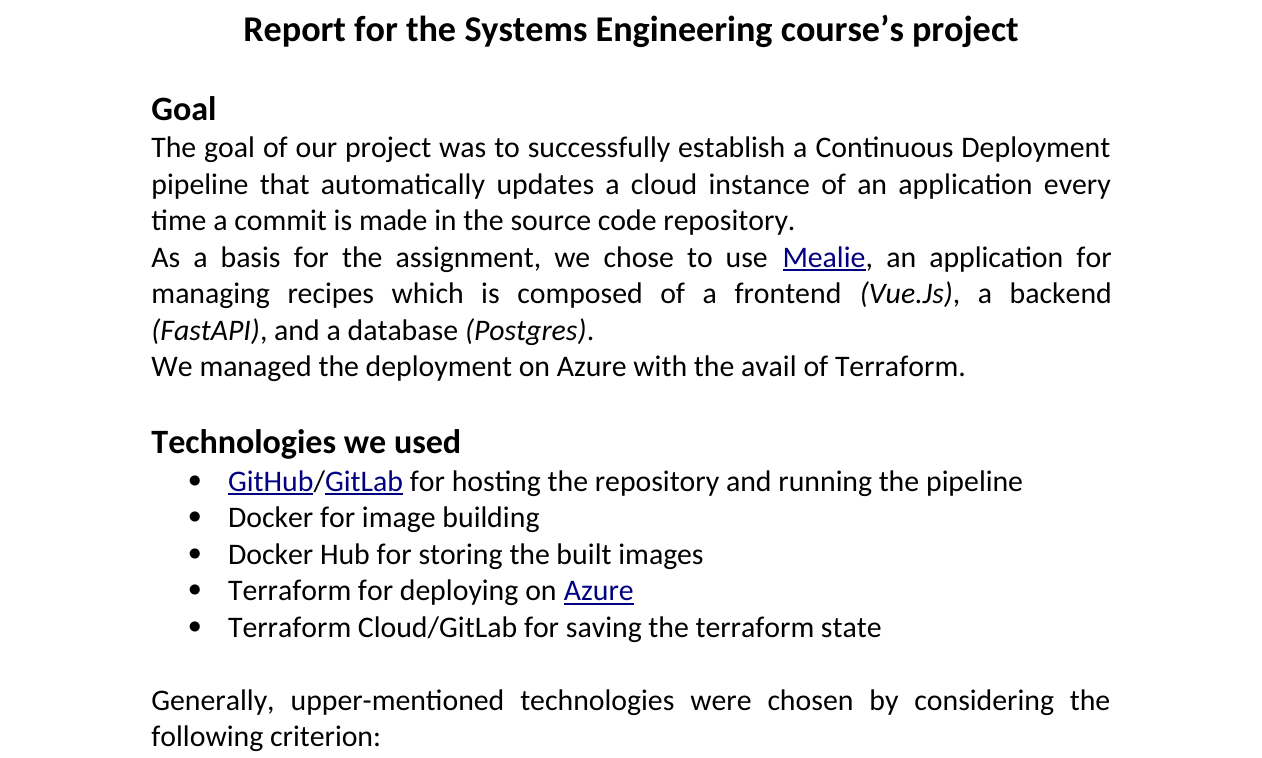 Report for the Systems Engineering course’s project
Goal
The goal of our project was to successfully establish a Continuous Deployment
pipeline that automatically updates a cloud instance of an application every
time a commit is made in the source code repository.
As a basis for the assignment, we chose to use Mealie, an application for
managing recipes which is composed of a frontend (Vue.Js), a backend
(FastAPI), and a database (Postgres).
We managed the deployment on Azure with the avail of Terraform.
Technologies we used
• GitHub/GitLab for hosting the repository and running the pipeline
• Docker for image building
• Docker Hub for storing the built images
• Terraform for deploying on Azure
• Terraform Cloud/GitLab for saving the terraform state
Generally, upper-mentioned technologies were chosen by considering the
following criterion: